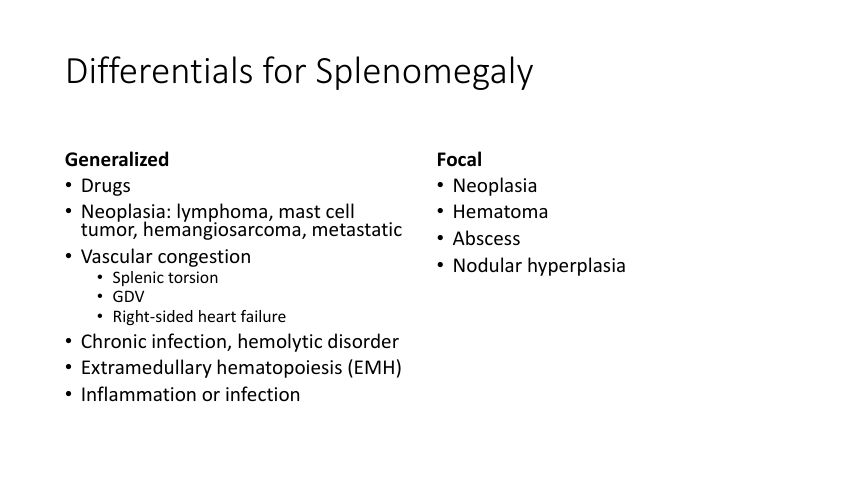 Differentials for Splenomegaly
Generalized
• Drugs
• Neoplasia: lymphoma, mast cell
tumor, hemangiosarcoma, metastatic
• Vascular congestion
• Splenic torsion
• GDV
• Right-sided heart failure
• Chronic infection, hemolytic disorder
• Extramedullary hematopoiesis (EMH)
• Inflammation or infection
Focal
• Neoplasia
• Hematoma
• Abscess
• Nodular hyperplasia